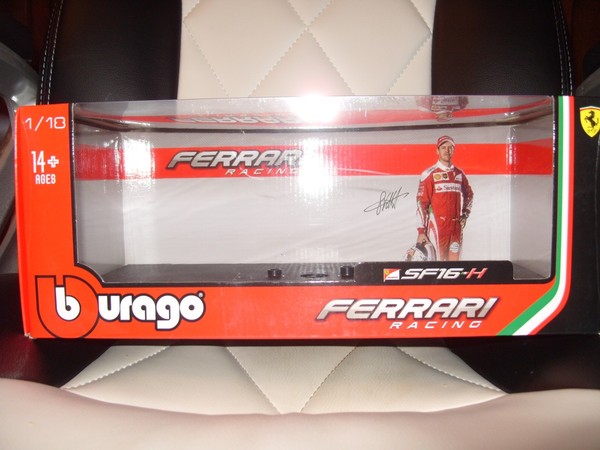 1/18
14+
AGES
FERRARI
RACING
SF16-H
burago
FERRARI
RACING